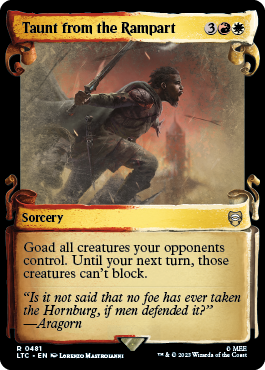 Taunt from the Rampart 3
Sorcery
Goad all creatures your opponents
control. Until your next turn, those
creatures can't block.
"Is it not said that no foe has ever taken
the Hornburg, if men defended it?"
—Aragorn
R 0481
LTC • EN Lorenzo Mastroianni
© MEE
™ & © 2023 Wizards of the Coast